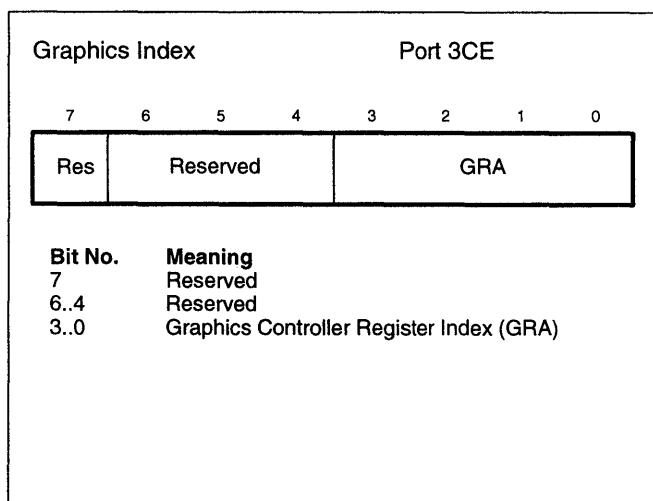 Graphics Index Port 3CE
7 6 5 4 3 2 1 0
Res Reserved GRA
Bit No. Meaning
7 Reserved
6..4 Reserved
3..0 Graphics Controller Register Index (GRA)